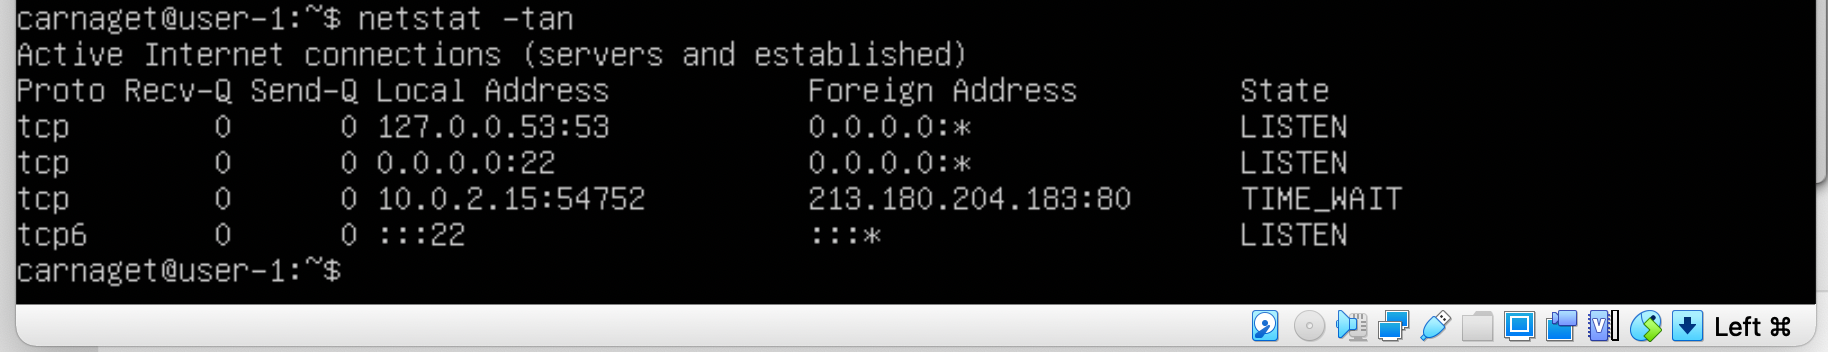 carnaget@user-1:~$ netstat -tan
Active Internet connections (servers and established)
Proto Recv-Q Send-Q Local Address           Foreign Address         State
tcp        0      0 127.0.0.53:53           0.0.0.0:*               LISTEN
tcp        0      0 0.0.0.0:22              0.0.0.0:*               LISTEN
tcp        0      0 10.0.2.15:54752         213.180.204.183:80      TIME_WAIT
tcp6       0      0 :::22                   :::*                    LISTEN
carnaget@user-1:~$
Left ⌘